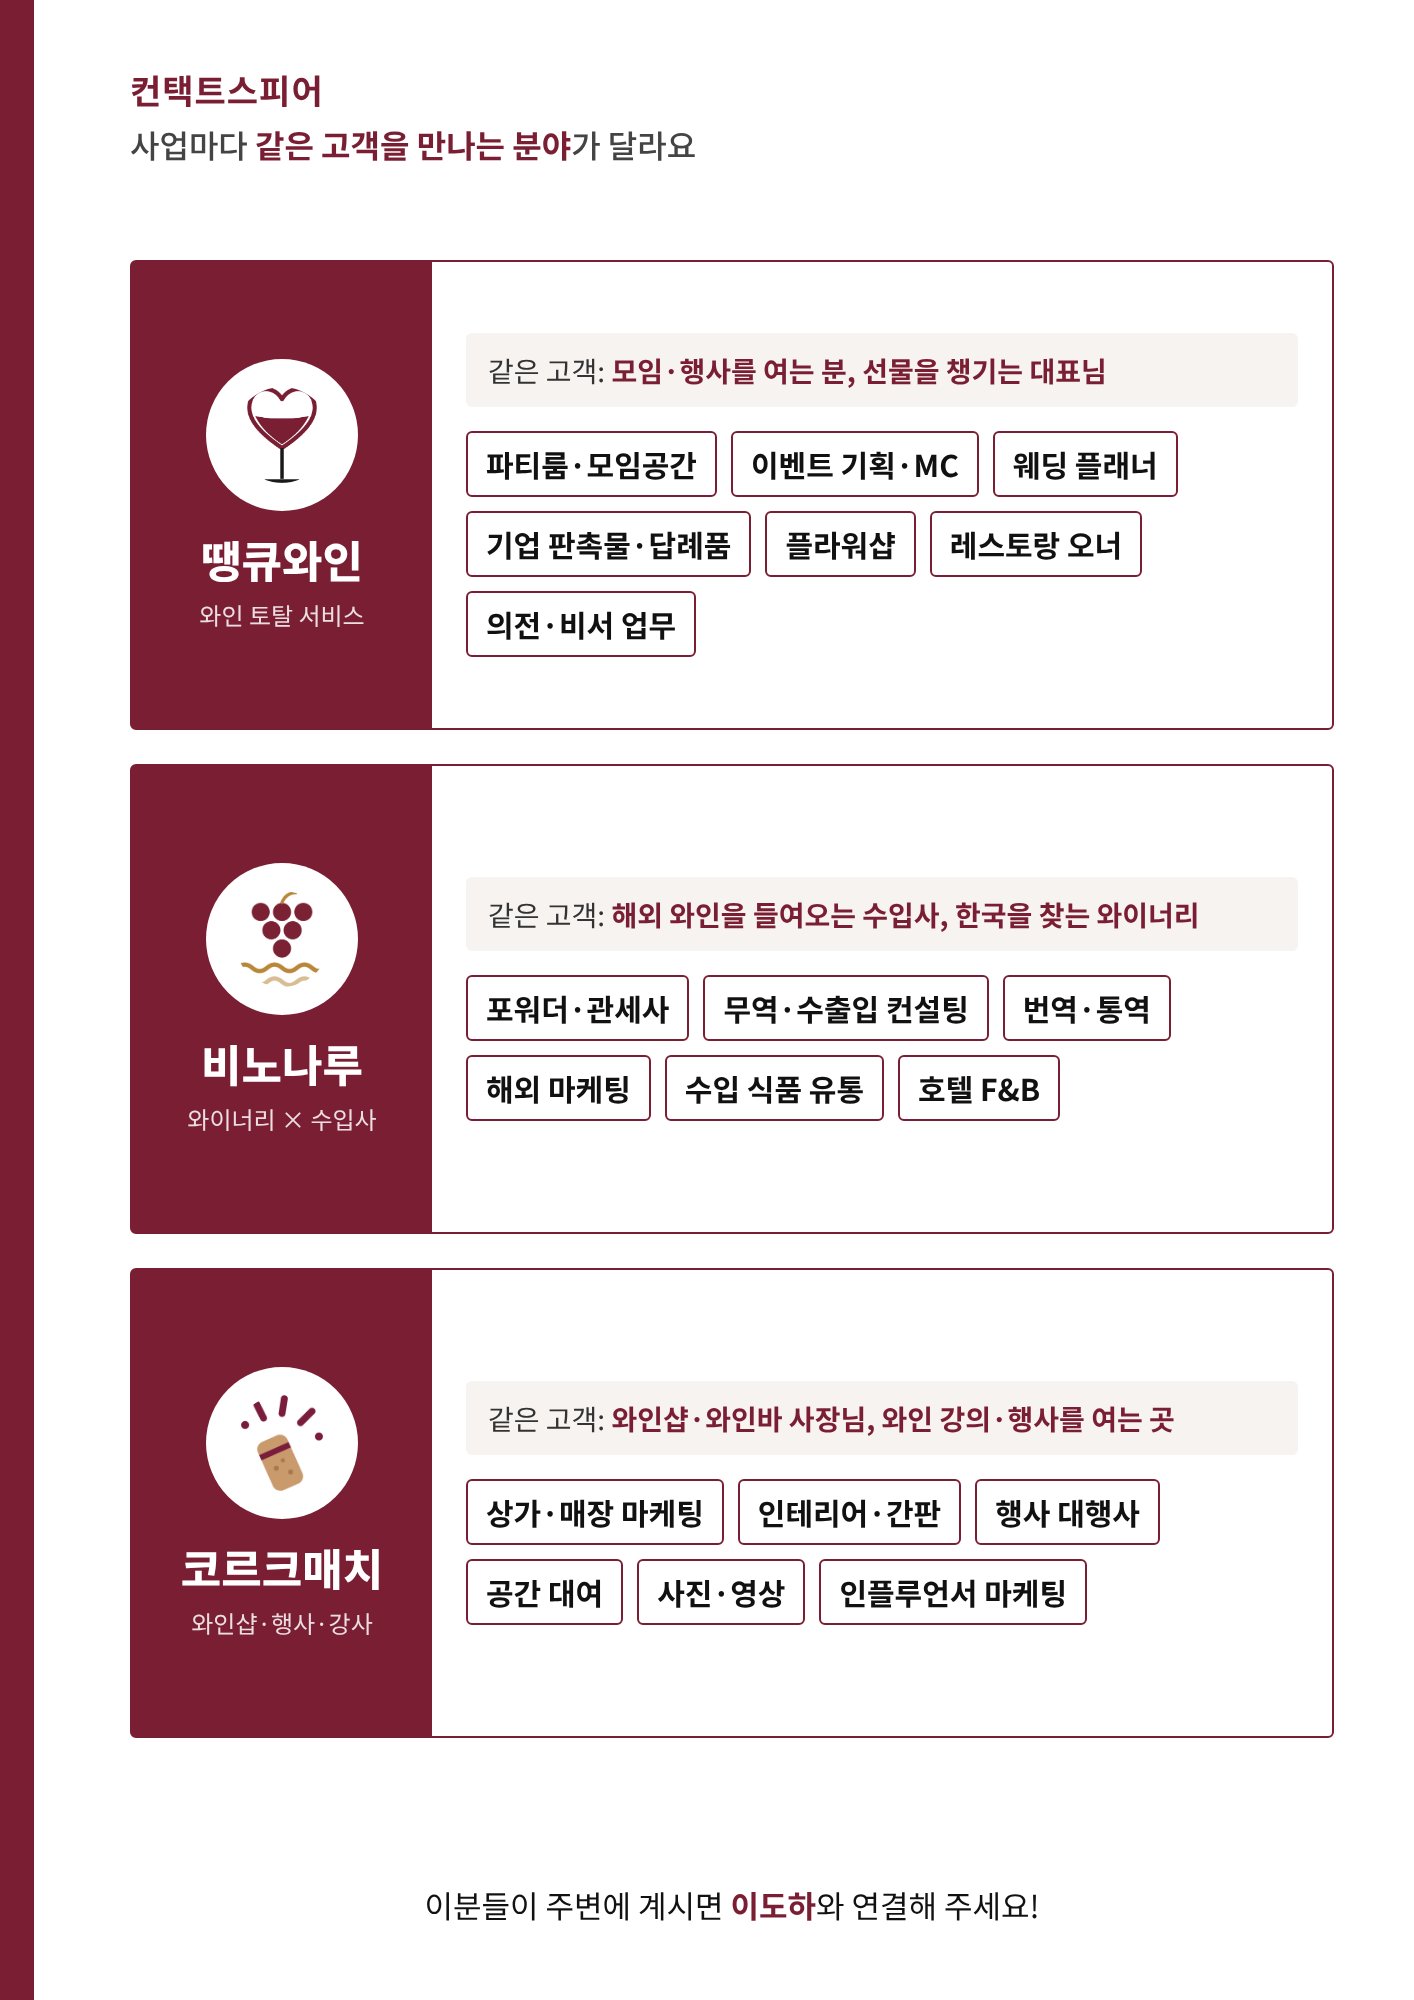 컨택트스피어
사업마다 같은 고객을 만나는 분야가 달라요
땡큐와인
와인 토탈 서비스
같은 고객: 모임·행사를 여는 분, 선물을 챙기는 대표님
파티룸·모임공간 이벤트 기획·MC 웨딩 플래너
기업 판촉물·답례품 플라워샵 레스토랑 오너
의전·비서 업무
비노나루
와이너리 × 수입사
같은 고객: 해외 와인을 들여오는 수입사, 한국을 찾는 와이너리
포워더·관세사 무역·수출입 컨설팅 번역·통역
해외 마케팅 수입 식품 유통 호텔 F&B
코르크매치
와인샵·행사·강사
같은 고객: 와인샵·와인바 사장님, 와인 강의·행사를 여는 곳
상가·매장 마케팅 인테리어·간판 행사 대행사
공간 대여 사진·영상 인플루언서 마케팅
이분들이 주변에 계시면 이도하와 연결해 주세요!